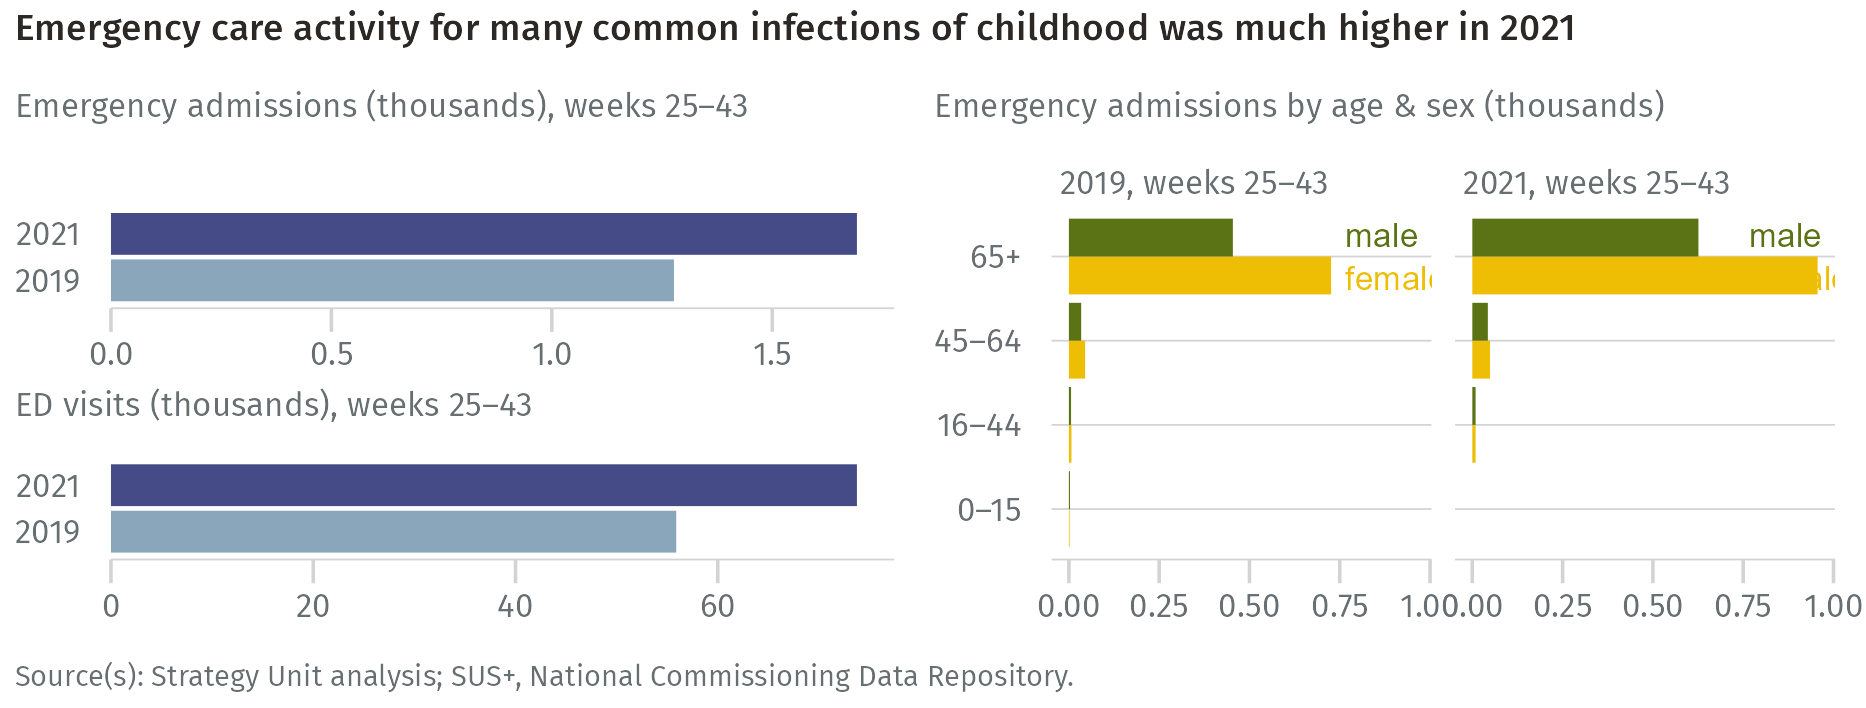 Emergency care activity for many common infections of childhood was much higher in 2021
Emergency admissions (thousands), weeks 25–43
2021
2019
0.0 0.5 1.0 1.5
ED visits (thousands), weeks 25–43
2021
2019
0 20 40 60
Emergency admissions by age & sex (thousands)
2019, weeks 25–43 2021, weeks 25–43
male male
65+
45–64
16–44
0–15
0.00 0.25 0.50 0.75 1.00 0.00 0.25 0.50 0.75 1.00
Source(s): Strategy Unit analysis; SUS+, National Commissioning Data Repository.